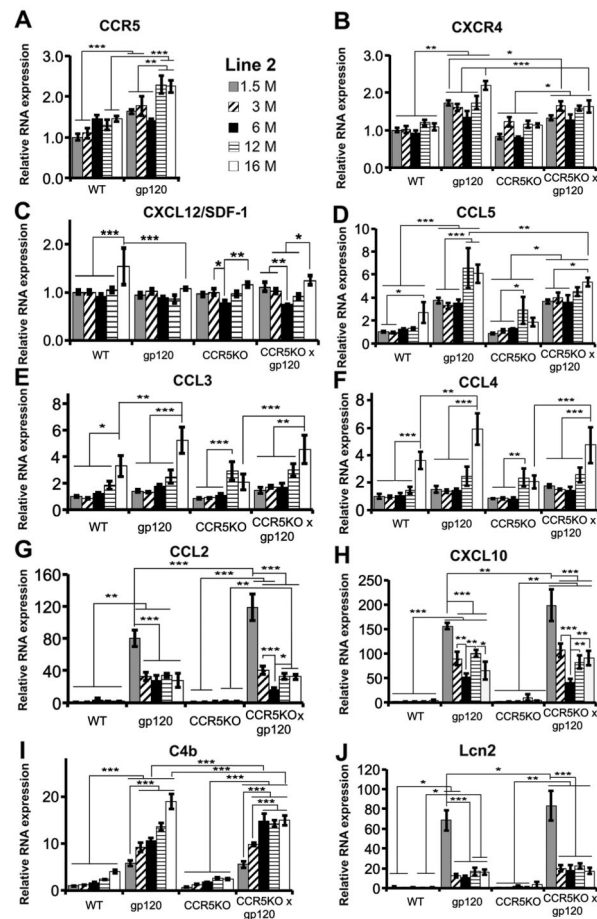 A
CCR5
Relative RNA expression
3.0
2.0
1.0
0.0
***
***
**
WT
gp120
Line 2
1.5 M
3 M
6 M
12 M
16 M
B
CXCR4
Relative RNA expression
4.0
3.0
2.0
1.0
0.0
**
*
***
*
WT
gp120
CCR5KO
CCR5KO x
gp120
C
CXCL12/SDF-1
Relative RNA expression
2.0
1.0
0.0
***
***
*
**
**
*
WT
gp120
CCR5KO
CCR5KO x
gp120
D
CCL5
Relative RNA expression
10
8
6
4
2
0
***
**
***
*
*
*
*
WT
gp120
CCR5KO
CCR5KO x
gp120
E
CCL3
Relative RNA expression
8
6
4
2
0
**
***
*
***
***
**
WT
gp120
CCR5KO
CCR5KO x
gp120
F
CCL4
Relative RNA expression
8
6
4
2
0
**
***
***
**
***
***
WT
gp120
CCR5KO
CCR5KO x
gp120
G
CCL2
Relative RNA expression
160
120
80
40
0
***
***
***
**
**
***
***
*
WT
gp120
CCR5KO
CCR5KO x
gp120
H
CXCL10
Relative RNA expression
250
200
150
100
50
0
**
***
**
***
***
**
**
*
***
**
**
WT
gp120
CCR5KO
CCR5KO x
gp120
I
C4b
Relative RNA expression
25
20
15
10
5
0
***
***
***
***
***
***
***
WT
gp120
CCR5KO
CCR5KO x
gp120
J
Lcn2
Relative RNA expression
120
100
80
60
40
20
0
*
*
*
***
***
**
*
WT
gp120
CCR5KO
CCR5KO x
gp120